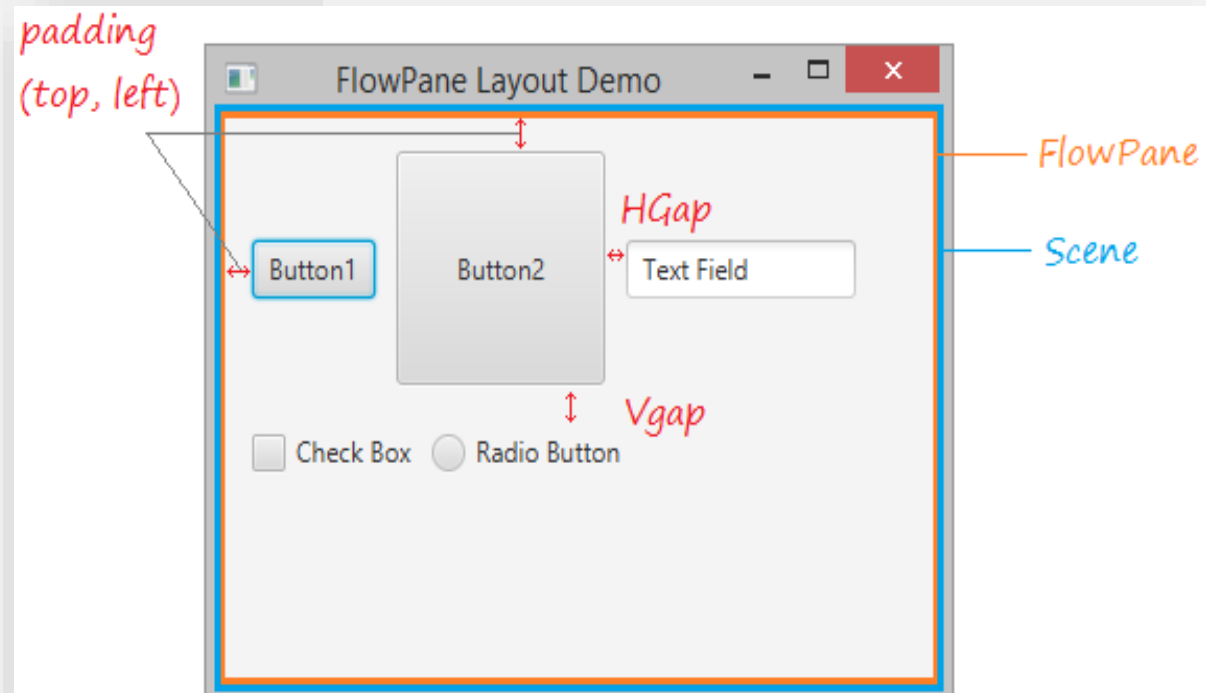 padding
(top, left)
FlowPane Layout Demo
FlowPane
HGap
Scene
Button1
Button2
Text Field
Vgap
Check Box
Radio Button